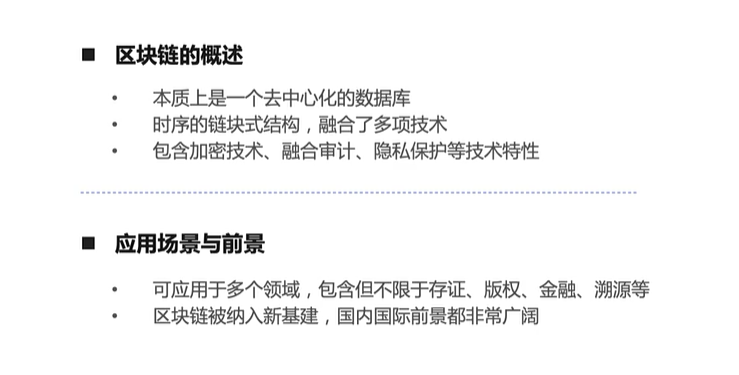 ■ 区块链的概述
• 本质上是一个去中心化的数据库
• 时序的链块式结构，融合了多项技术
• 包含加密技术、融合审计、隐私保护等技术特性
■ 应用场景与前景
• 可应用于多个领域，包含但不限于存证、版权、金融、溯源等
• 区块链被纳入新基建，国内国际前景都非常广阔